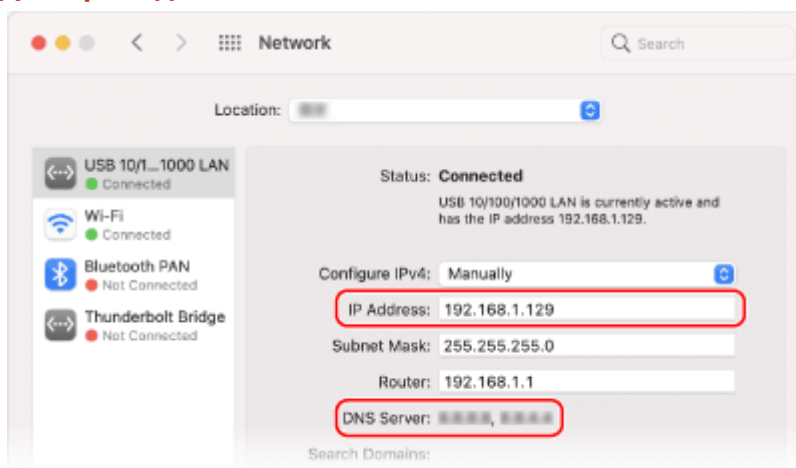 Network
Search
Location:
USB 10/1...1000 LAN
Connected
Wi-Fi
Connected
Bluetooth PAN
Not Connected
Thunderbolt Bridge
Not Connected
Status: Connected
USB 10/100/1000 LAN is currently active and
has the IP address 192.168.1.129.
Configure IPv4: Manually
IP Address: 192.168.1.129
Subnet Mask: 255.255.255.0
Router: 192.168.1.1
DNS Server:
Search Domains: